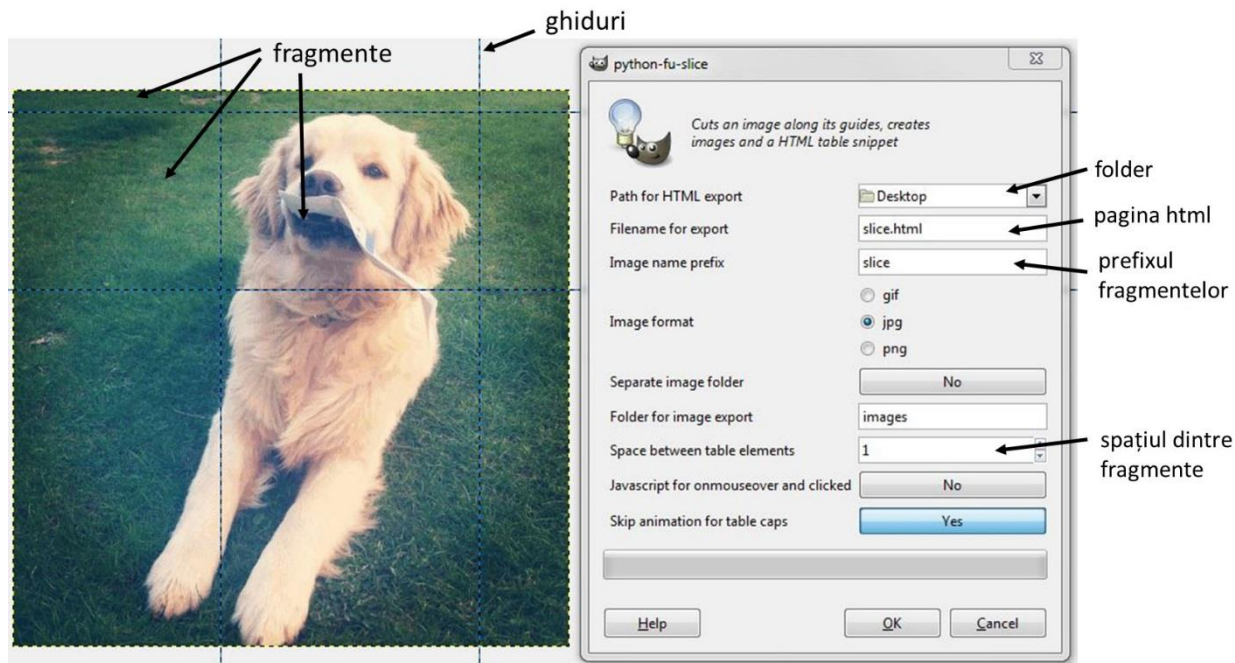 ghiduri
fragmente
python-fu-slice
Cuts an image along its guides, creates
images and a HTML table snippet
Path for HTML export
Desktop
folder
Filename for export
slice.html
pagina html
Image name prefix
slice
prefixul
fragmentelor
gif
Image format
jpg
png
Separate image folder
No
Folder for image export
images
Space between table elements
1
spațiul dintre
fragmente
Javascript for onmouseover and clicked
No
Skip animation for table caps
Yes
Help
OK
Cancel